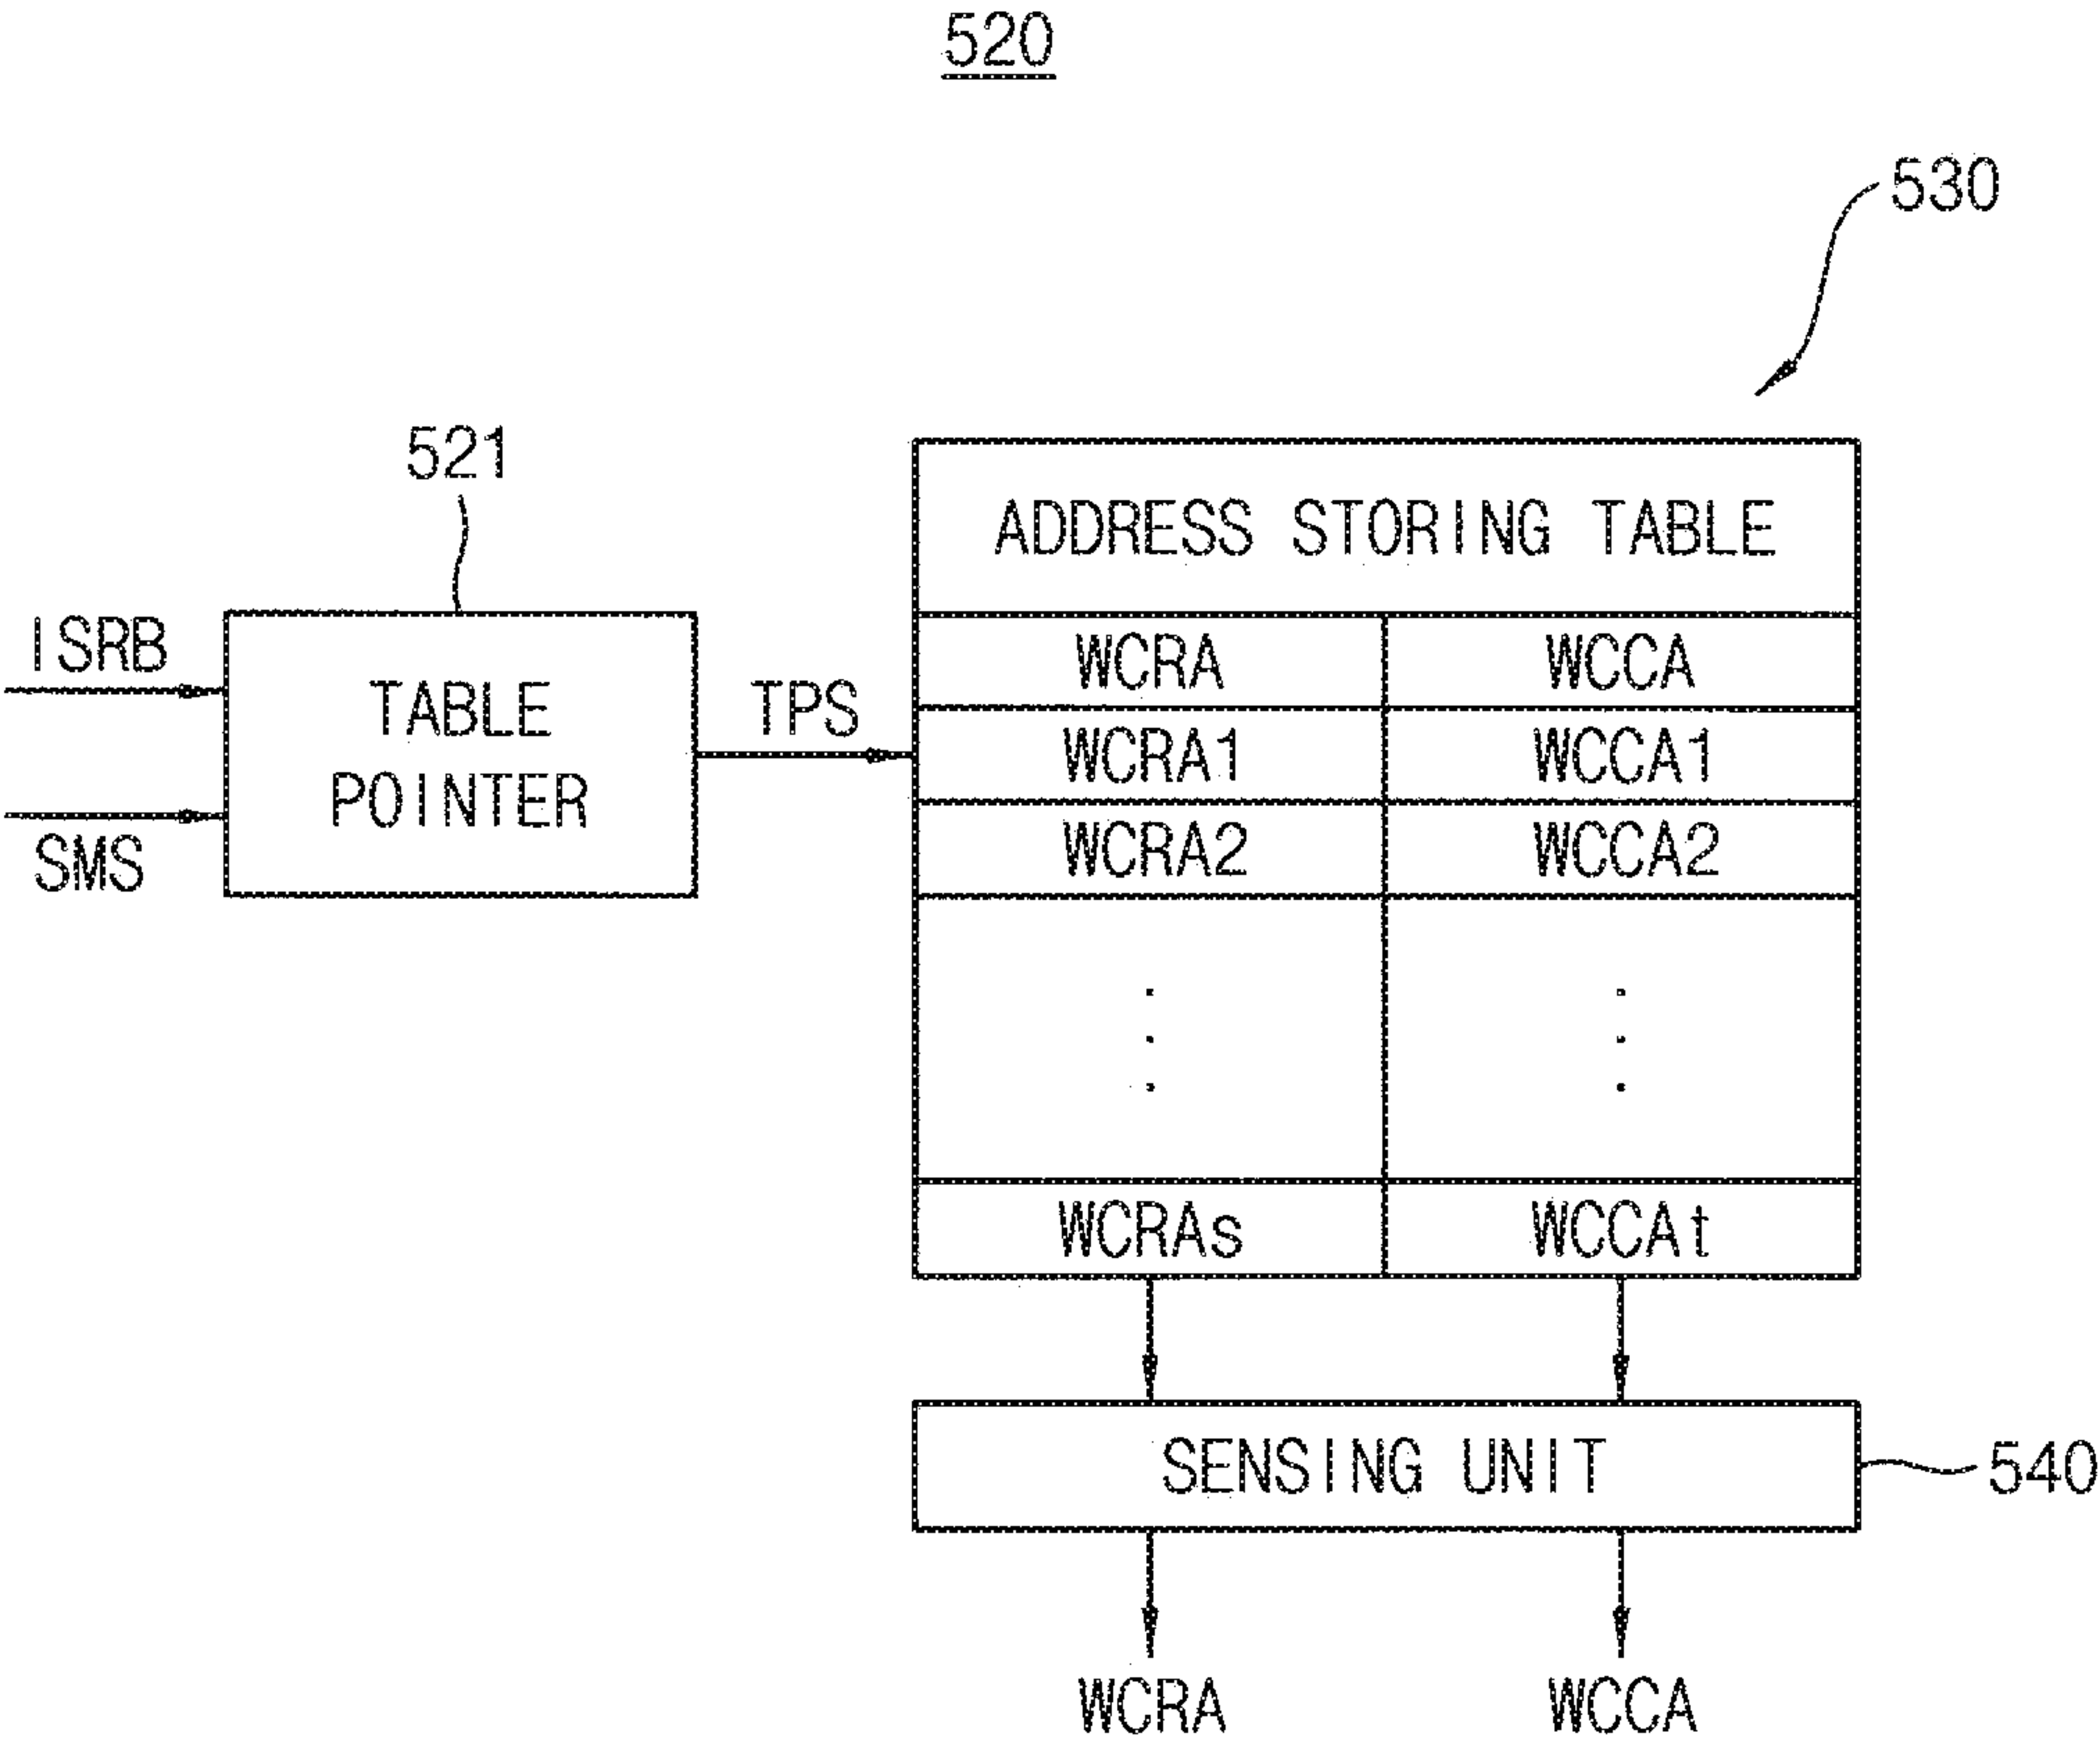 520
530
521
ADDRESS STORING TABLE
ISRB
TABLE
POINTER
TPS
SMS
WCRA WCCA
WCRA1 WCCA1
WCRA2 WCCA2
WCRAs WCCAt
SENSING UNIT
540
WCRA WCCA